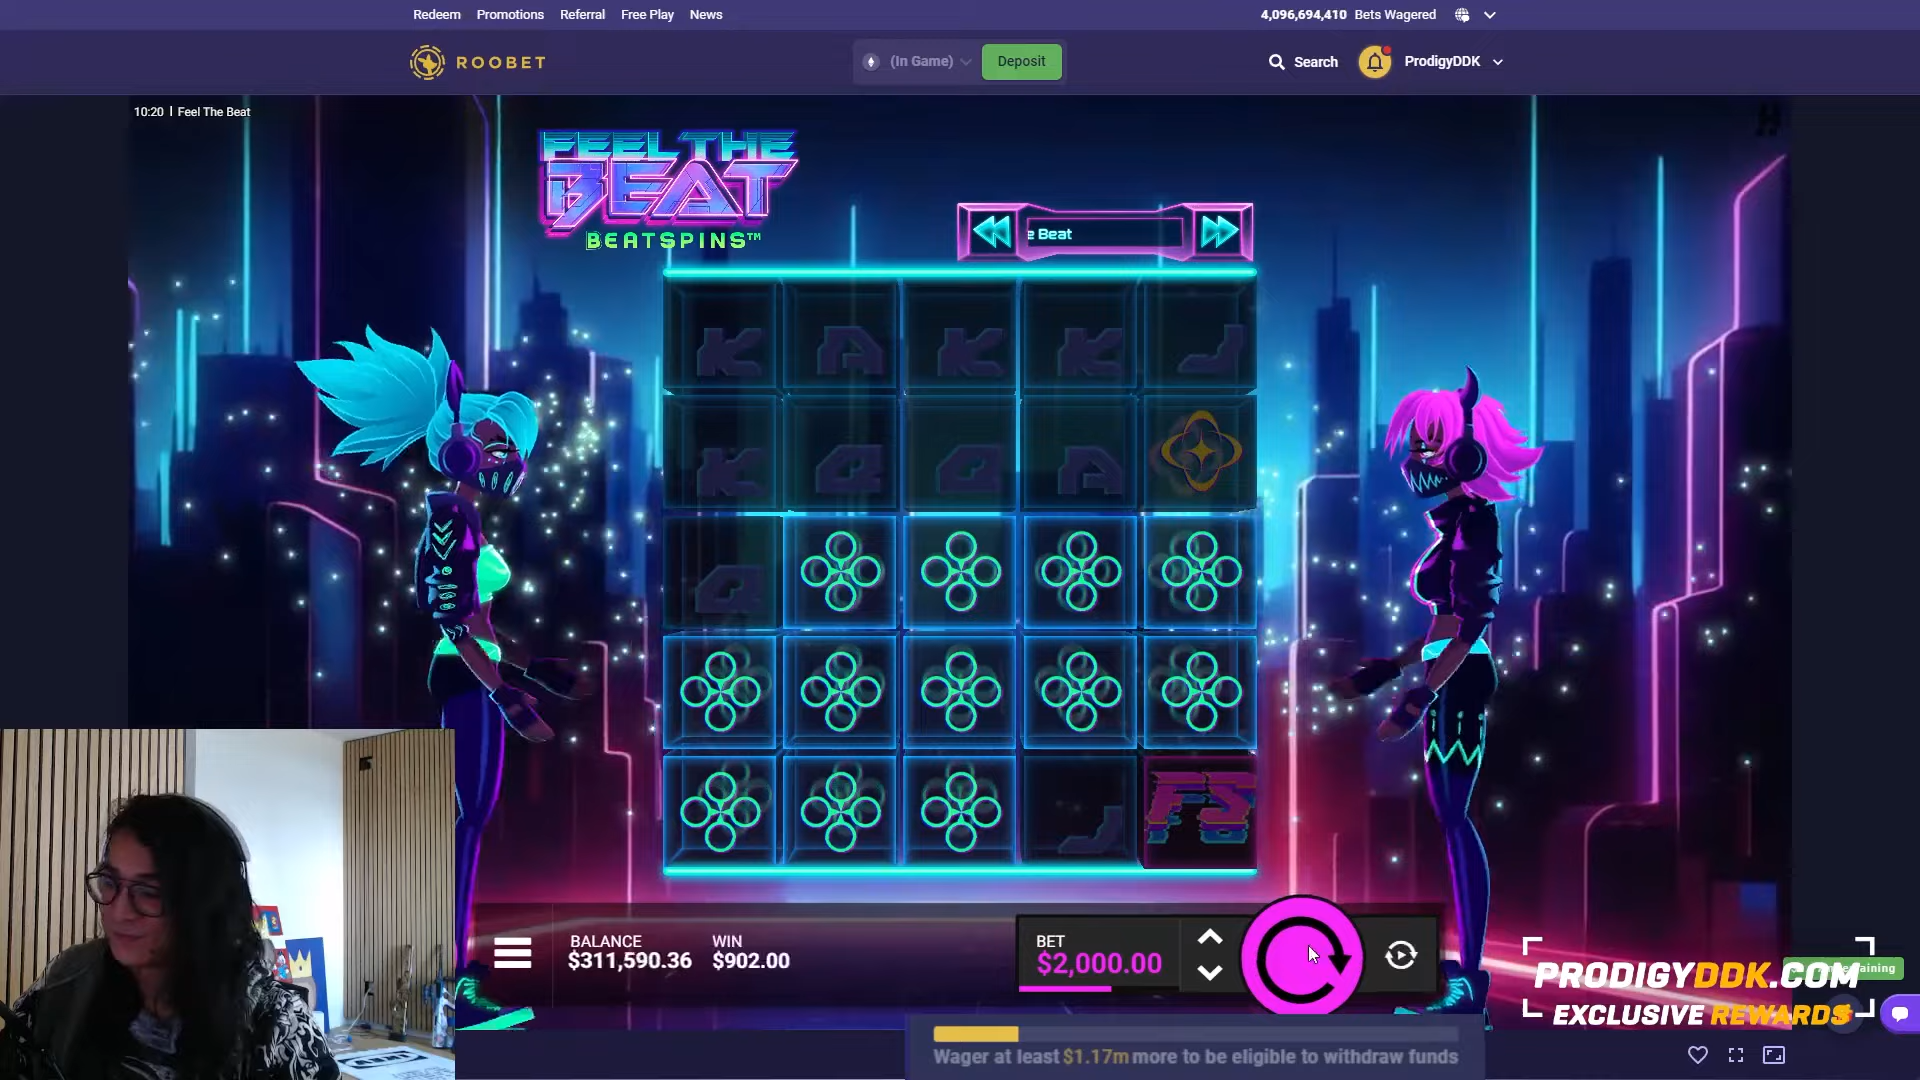 Redeem Promotions Referral Free Play News
4,096,694,410 Bets Wagered
ROOBET
(In Game)
Deposit
Search
ProdigyDDK
10:20 | Feel The Beat
FEEL THE
BEAT
BEATSPINS™
e Beat
K A K K J
K Q Q A
Q
J FS
BALANCE
$311,590.36
WIN
$902.00
BET
$2,000.00
PRODIGYDDK.COM
EXCLUSIVE REWARDS
Wager at least $1.17m more to be eligible to withdraw funds